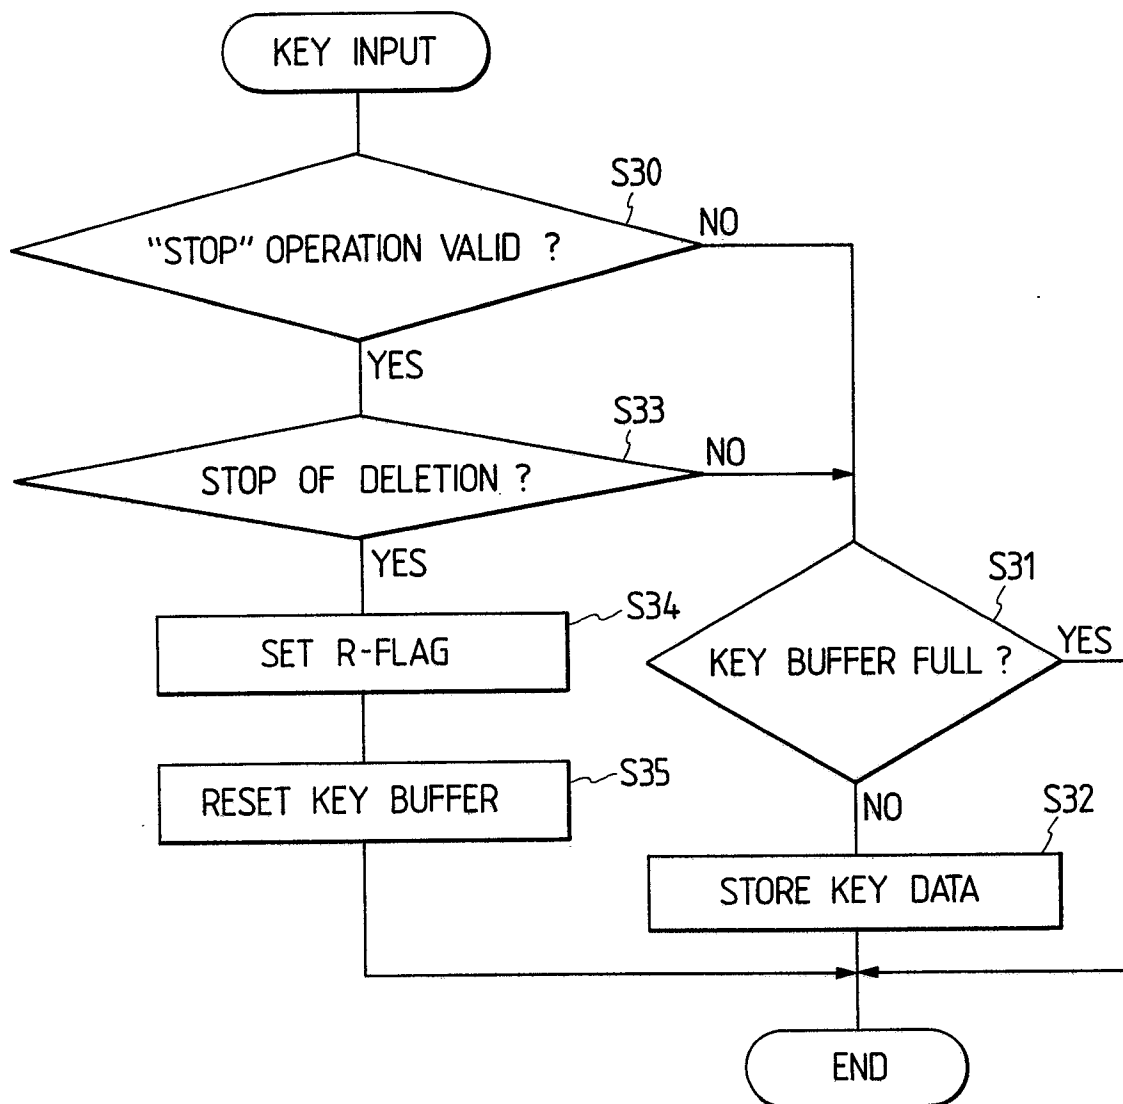 KEY INPUT
S30
"STOP" OPERATION VALID ?
NO
YES
S33
STOP OF DELETION ?
NO
YES
S34
SET R-FLAG
S35
RESET KEY BUFFER
S31
KEY BUFFER FULL ?
YES
NO
S32
STORE KEY DATA
END